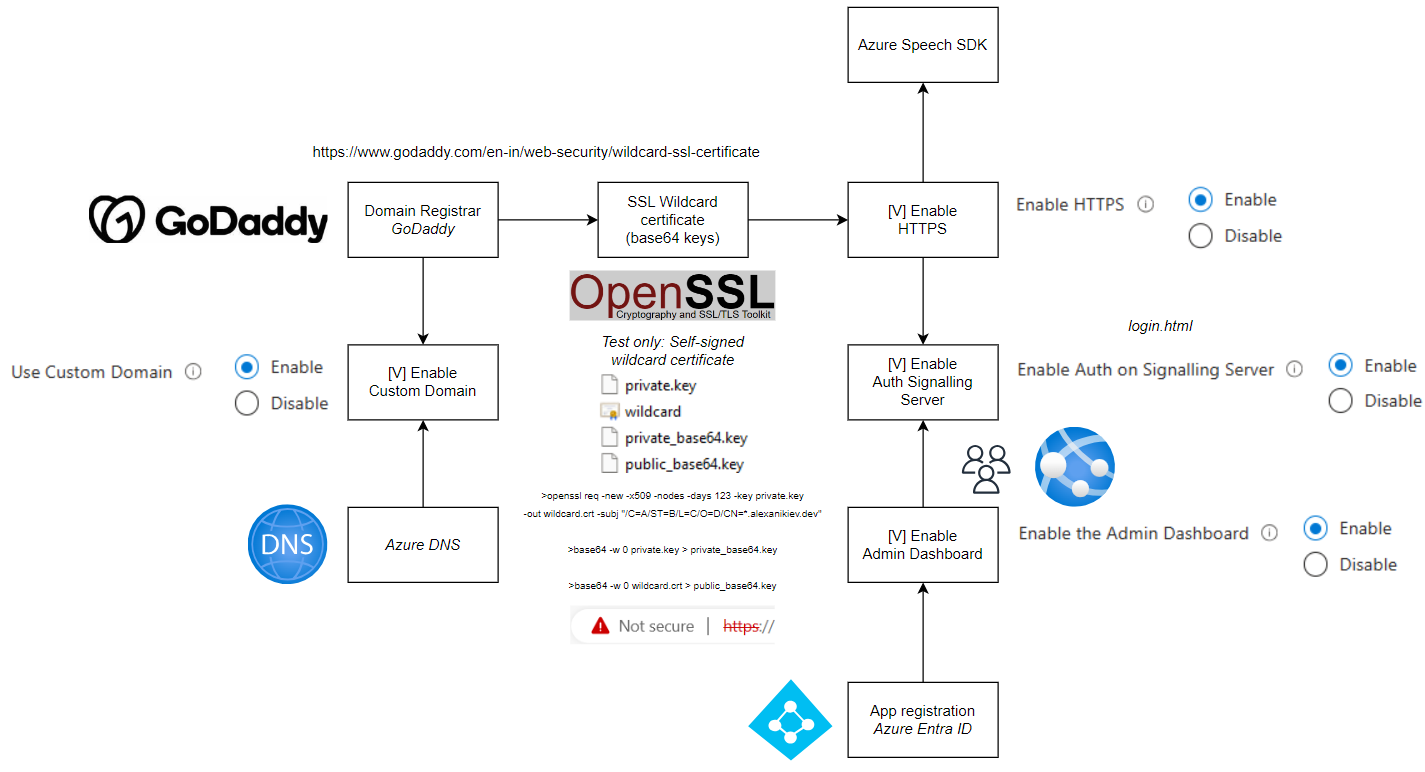 Azure Speech SDK
https://www.godaddy.com/en-in/web-security/wildcard-ssl-certificate
GoDaddy
Domain Registrar
GoDaddy
SSL Wildcard
certificate
(base64 keys)
[V] Enable
HTTPS
Enable HTTPS
Enable
Disable
OpenSSL
Cryptography and SSL/TLS Toolkit
login.html
Use Custom Domain
Enable
Disable
[V] Enable
Custom Domain
Test only: Self-signed
wildcard certificate
private.key
wildcard
private_base64.key
public_base64.key
[V] Enable
Auth Signalling
Server
Enable Auth on Signalling Server
Enable
Disable
>openssl req -new -x509 -nodes -days 123 -key private.key
-out wildcard.crt -subj "/C=A/ST=B/L=C/O=D/CN=*.alexanikiev.dev"
>base64 -w 0 private.key > private_base64.key
>base64 -w 0 wildcard.crt > public_base64.key
DNS
Azure DNS
[V] Enable
Admin Dashboard
Enable the Admin Dashboard
Enable
Disable
Not secure | https://
App registration
Azure Entra ID